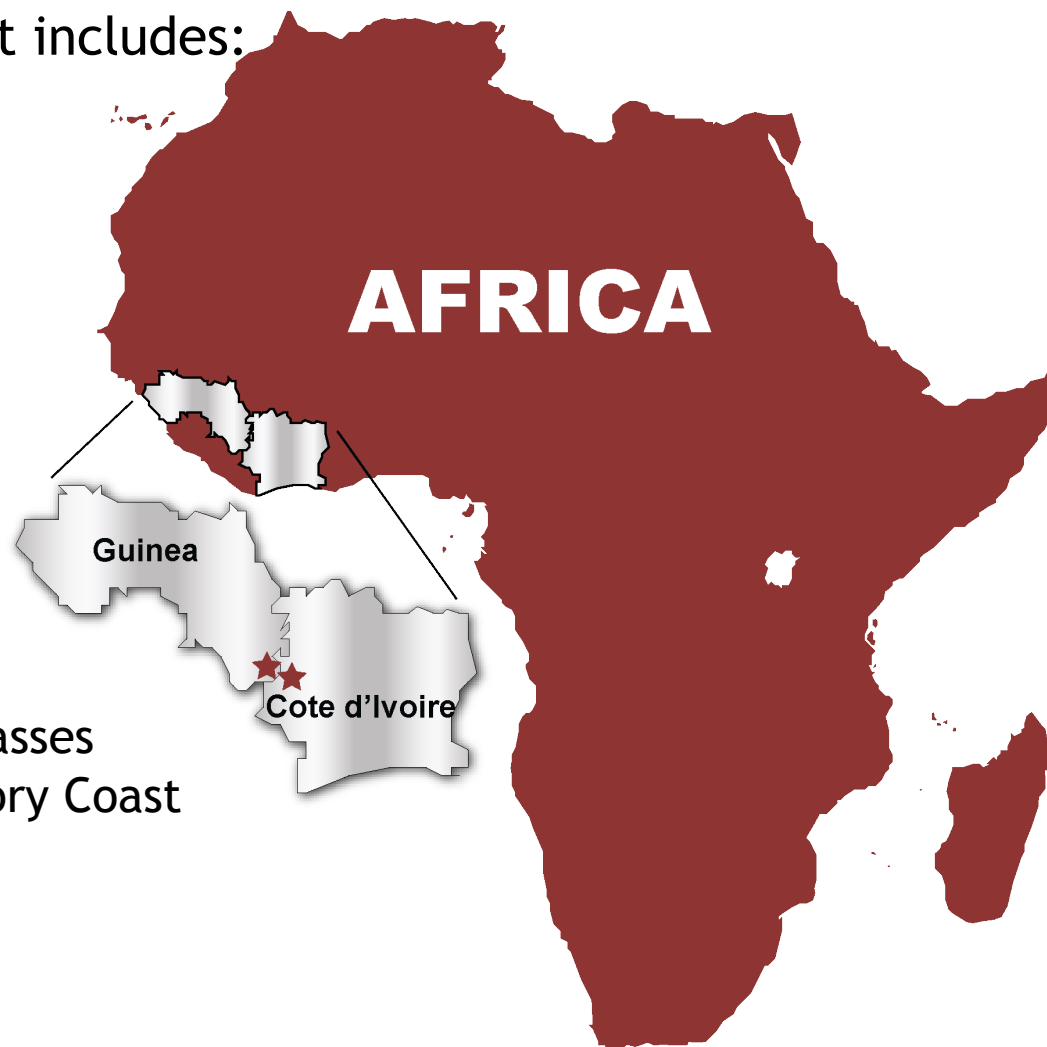 t includes:
AFRICA
Guinea
Cote d’Ivoire
asses
ory Coast